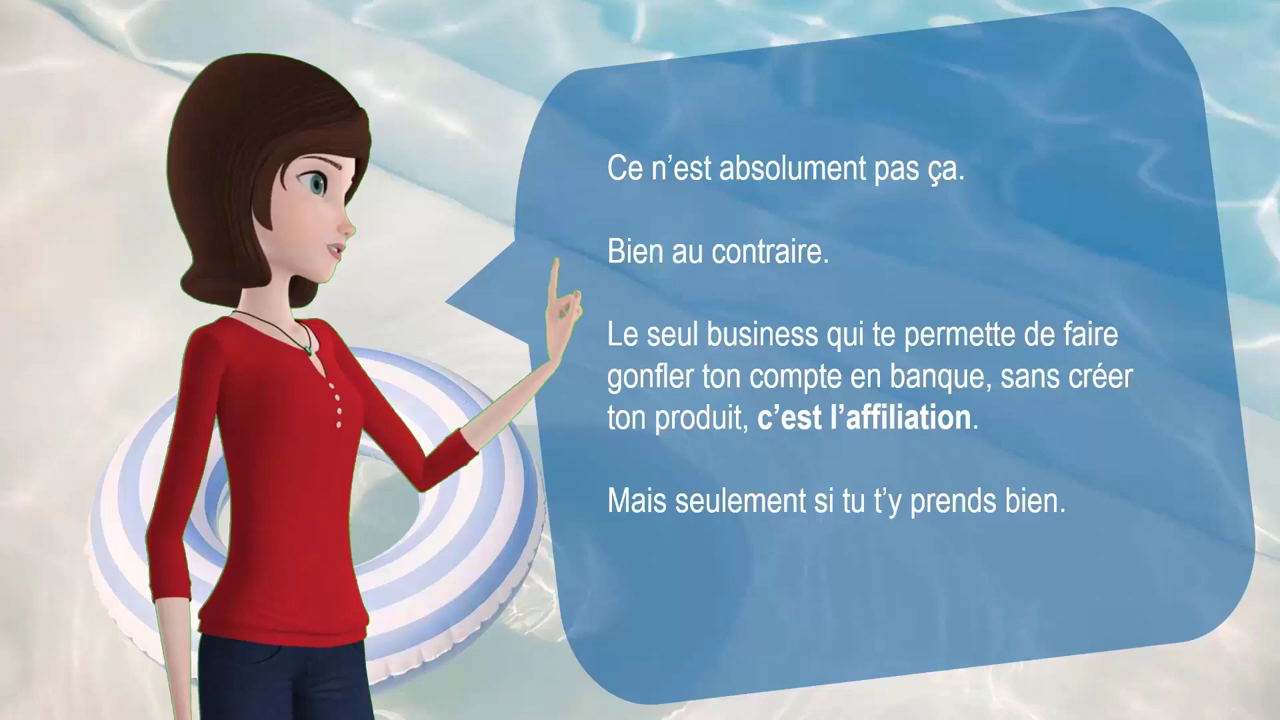 Ce n’est absolument pas ça.
Bien au contraire.
Le seul business qui te permette de faire
gonfler ton compte en banque, sans créer
ton produit, c’est l’affiliation.
Mais seulement si tu t’y prends bien.